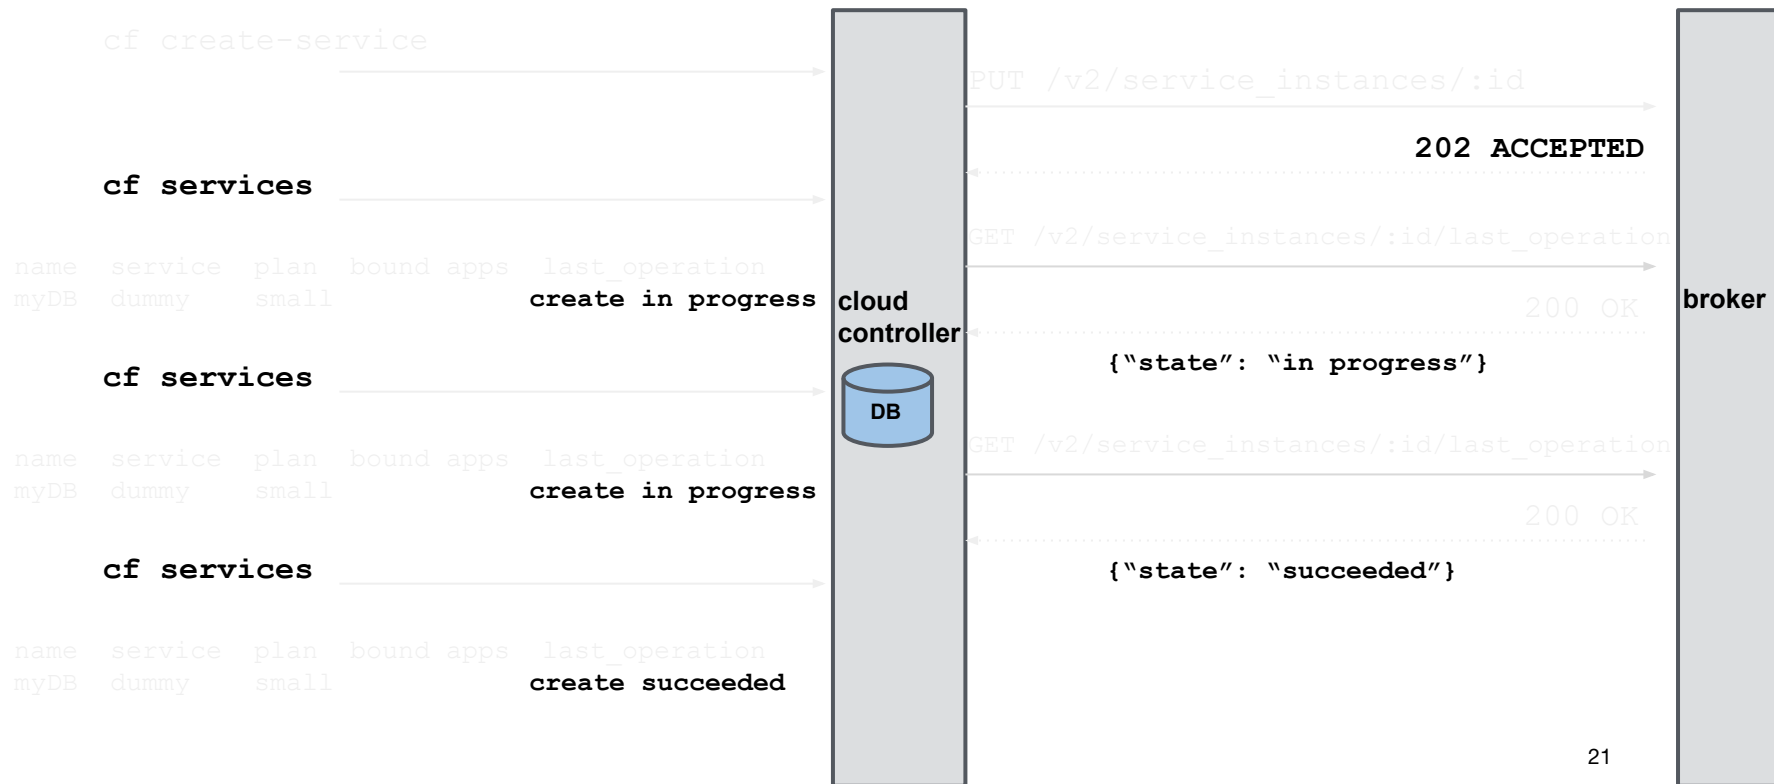 cf create-service
PUT /v2/service_instances/:id
202 ACCEPTED
cf services
GET /v2/service_instances/:id/last_operation
name service plan bound apps last_operation
myDB dummy small create in progress
200 OK
{“state”: “in progress”}
cloud
controller
broker
cf services
DB
GET /v2/service_instances/:id/last_operation
name service plan bound apps last_operation
myDB dummy small create in progress
200 OK
{“state”: “succeeded”}
cf services
name service plan bound apps last_operation
myDB dummy small create succeeded
21